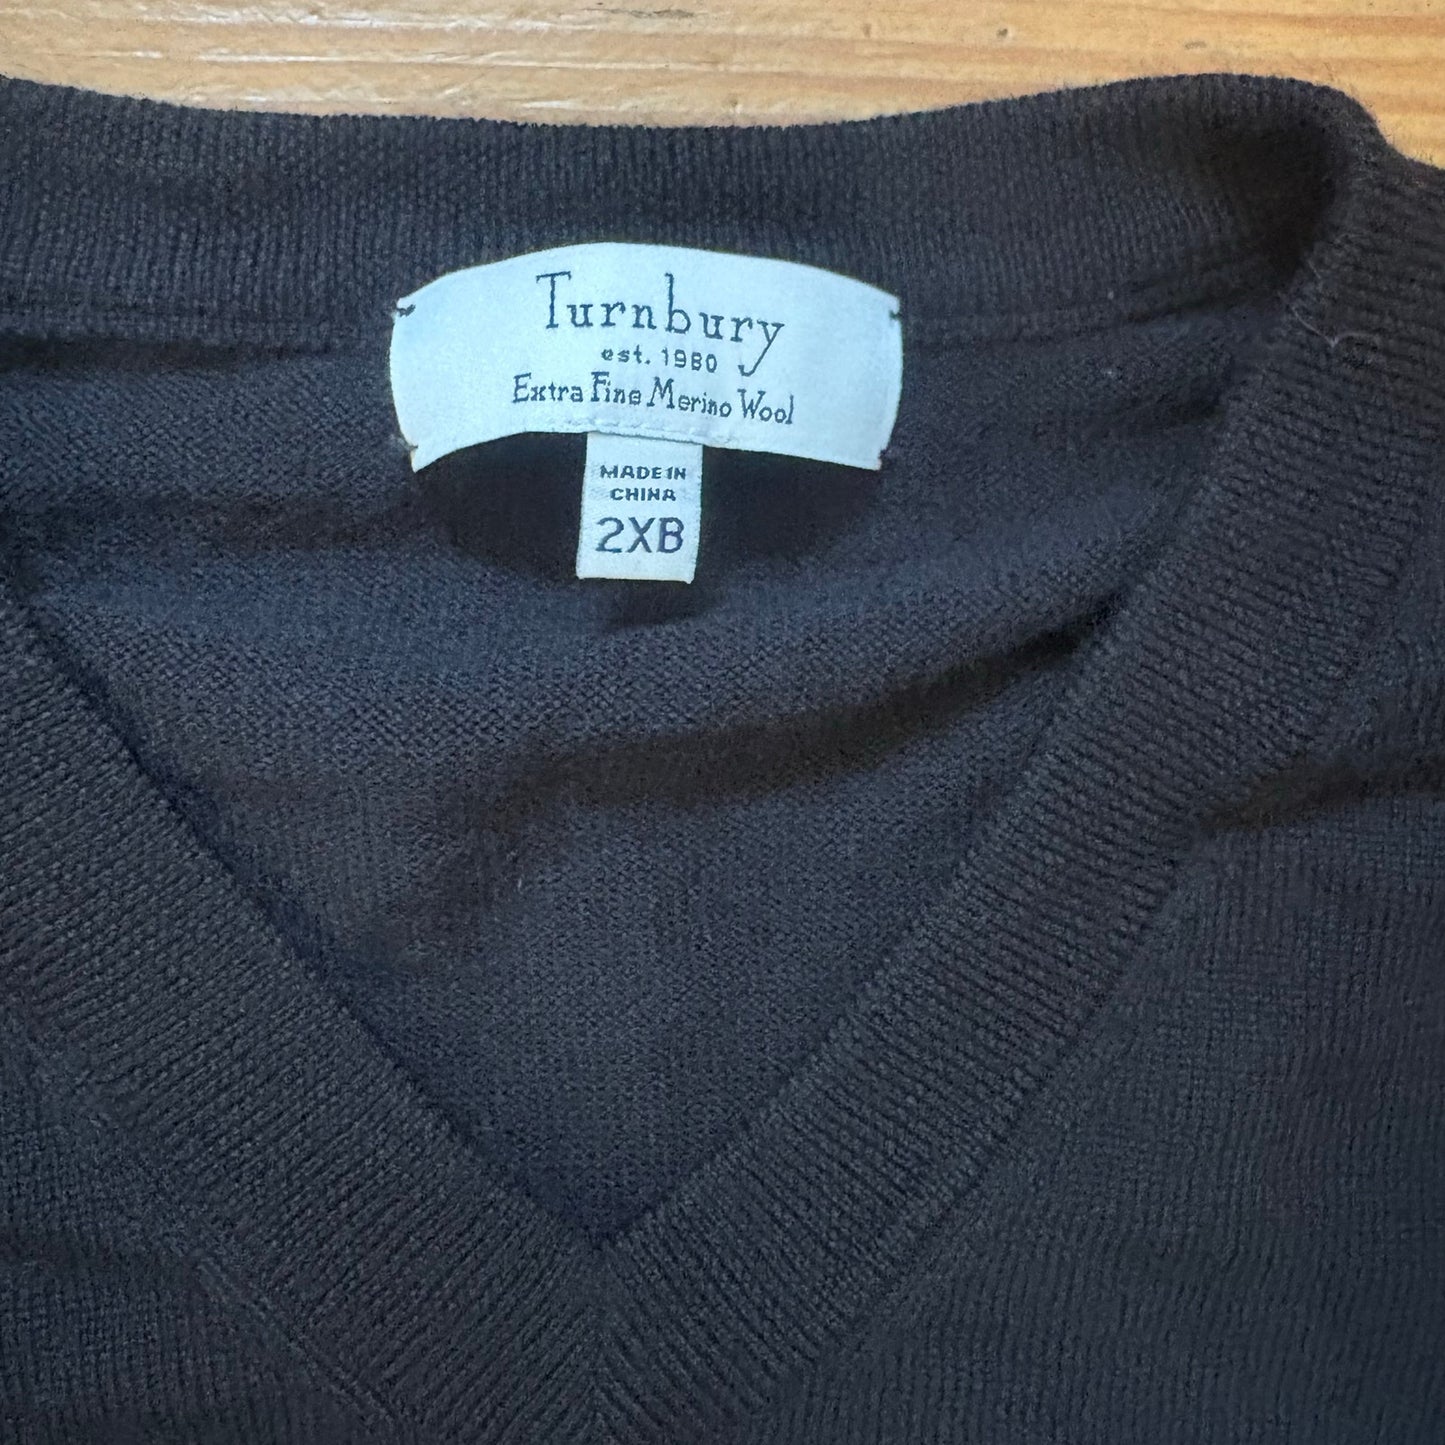 Turnbury
est. 1980
Extra Fine Merino Wool
MADE IN
CHINA
2XB